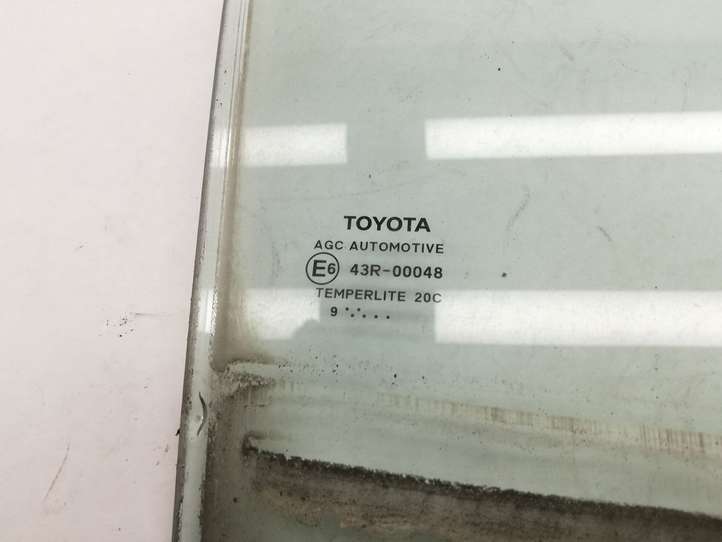 TOYOTA
AGC AUTOMOTIVE
E6 43R-00048
TEMPERLITE 20C
9